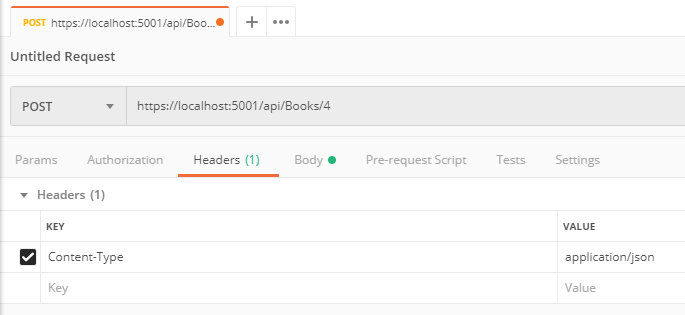 POST https://localhost:5001/api/Boo... + •••
Untitled Request
POST https://localhost:5001/api/Books/4
Params Authorization Headers (1) Body Pre-request Script Tests Settings
Headers (1)
KEY VALUE
Content-Type application/json
Key Value